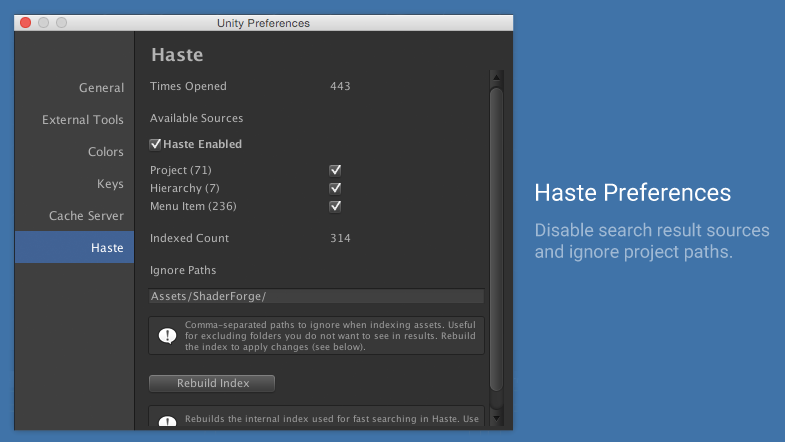 Unity Preferences
General
External Tools
Colors
Keys
Cache Server
Haste
Haste
Times Opened 443
Available Sources
Haste Enabled
Project (71)
Hierarchy (7)
Menu Item (236)
Indexed Count 314
Ignore Paths
Assets/ShaderForge/
Comma-separated paths to ignore when indexing assets. Useful
for excluding folders you do not want to see in results. Rebuild
the index to apply changes (see below).
Rebuild Index
Rebuilds the internal index used for fast searching in Haste. Use
Haste Preferences
Disable search result sources
and ignore project paths.